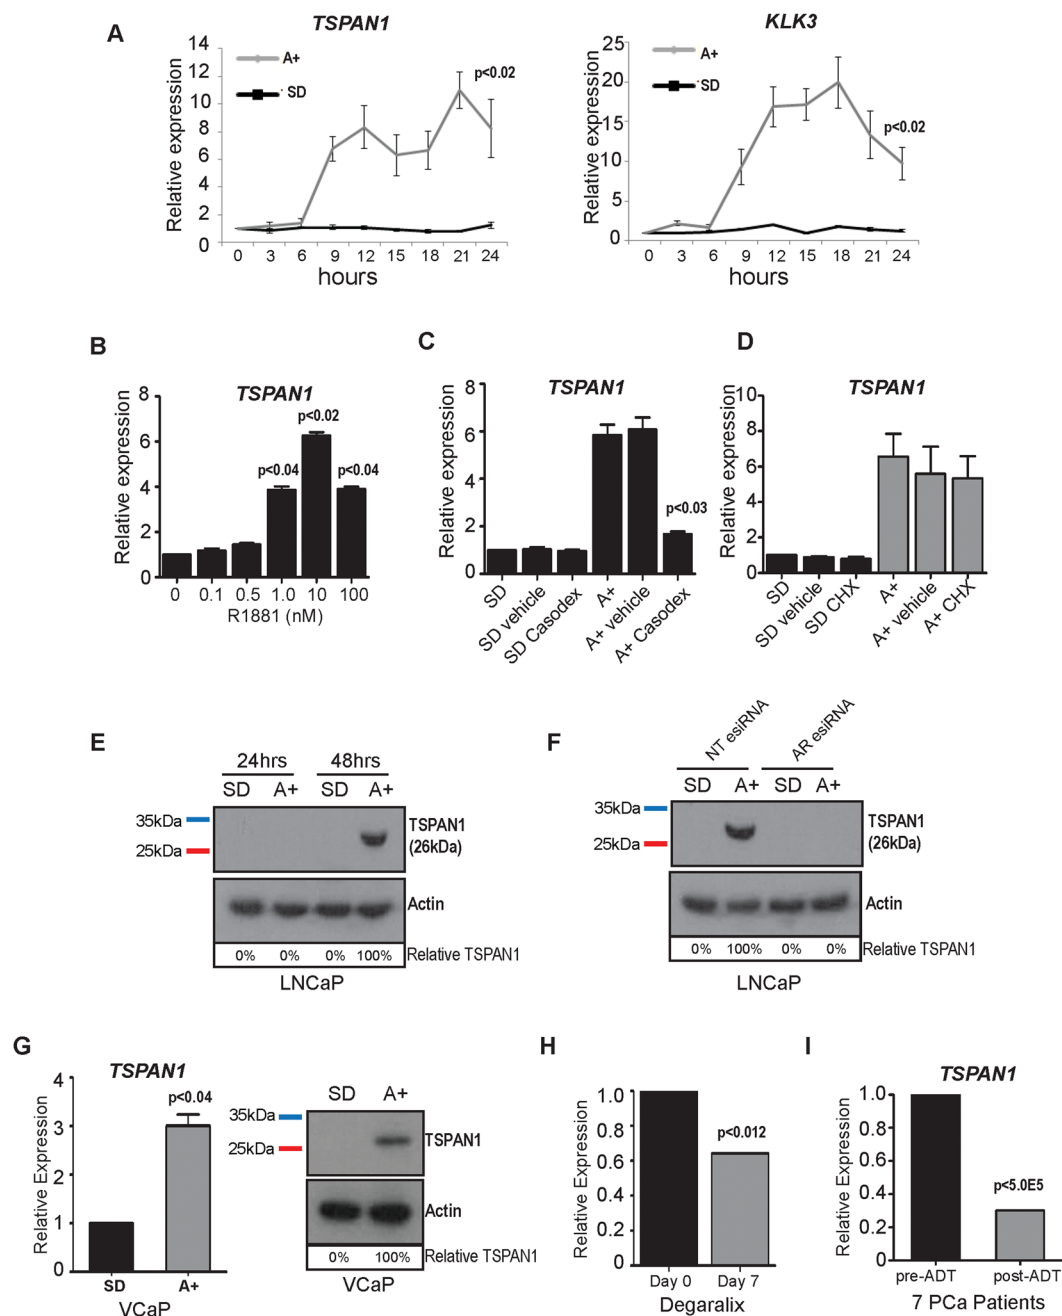 A
TSPAN1
Relative expression
14
12
10
8
6
4
2
0
A+
SD
p<0.02
0 3 6 9 12 15 18 21 24
hours
KLK3
Relative expression
25
20
15
10
5
0
A+
SD
p<0.02
0 3 6 9 12 15 18 21 24
hours
B
TSPAN1
Relative expression
8
6
4
2
0
p<0.04
p<0.02
p<0.04
0 0.1 0.5 1.0 10 100
R1881 (nM)
C
TSPAN1
Relative expression
8
6
4
2
0
p<0.03
SD
SD vehicle
SD Casodex
A+
A+ vehicle
A+ Casodex
D
TSPAN1
Relative expression
10
8
6
4
2
0
SD
SD vehicle
SD CHX
A+
A+ vehicle
A+ CHX
E
24hrs 48hrs
SD A+ SD A+
35kDa
25kDa
TSPAN1
(26kDa)
Actin
0% 0% 0% 100% Relative TSPAN1
LNCaP
F
NT esiRNA AR esiRNA
SD A+ SD A+
35kDa
25kDa
TSPAN1
(26kDa)
Actin
0% 100% 0% 0% Relative TSPAN1
LNCaP
G
TSPAN1
Relative Expression
4
3
2
1
0
p<0.04
SD A+
VCaP
SD A+
35kDa
25kDa
TSPAN1
Actin
0% 100% Relative TSPAN1
VCaP
H
Relative Expression
1.0
0.8
0.6
0.4
0.2
0
p<0.012
Day 0 Day 7
Degaralix
I
TSPAN1
Relative Expression
1.0
0.8
0.6
0.4
0.2
0
p<5.0E5
pre-ADT post-ADT
7 PCa Patients